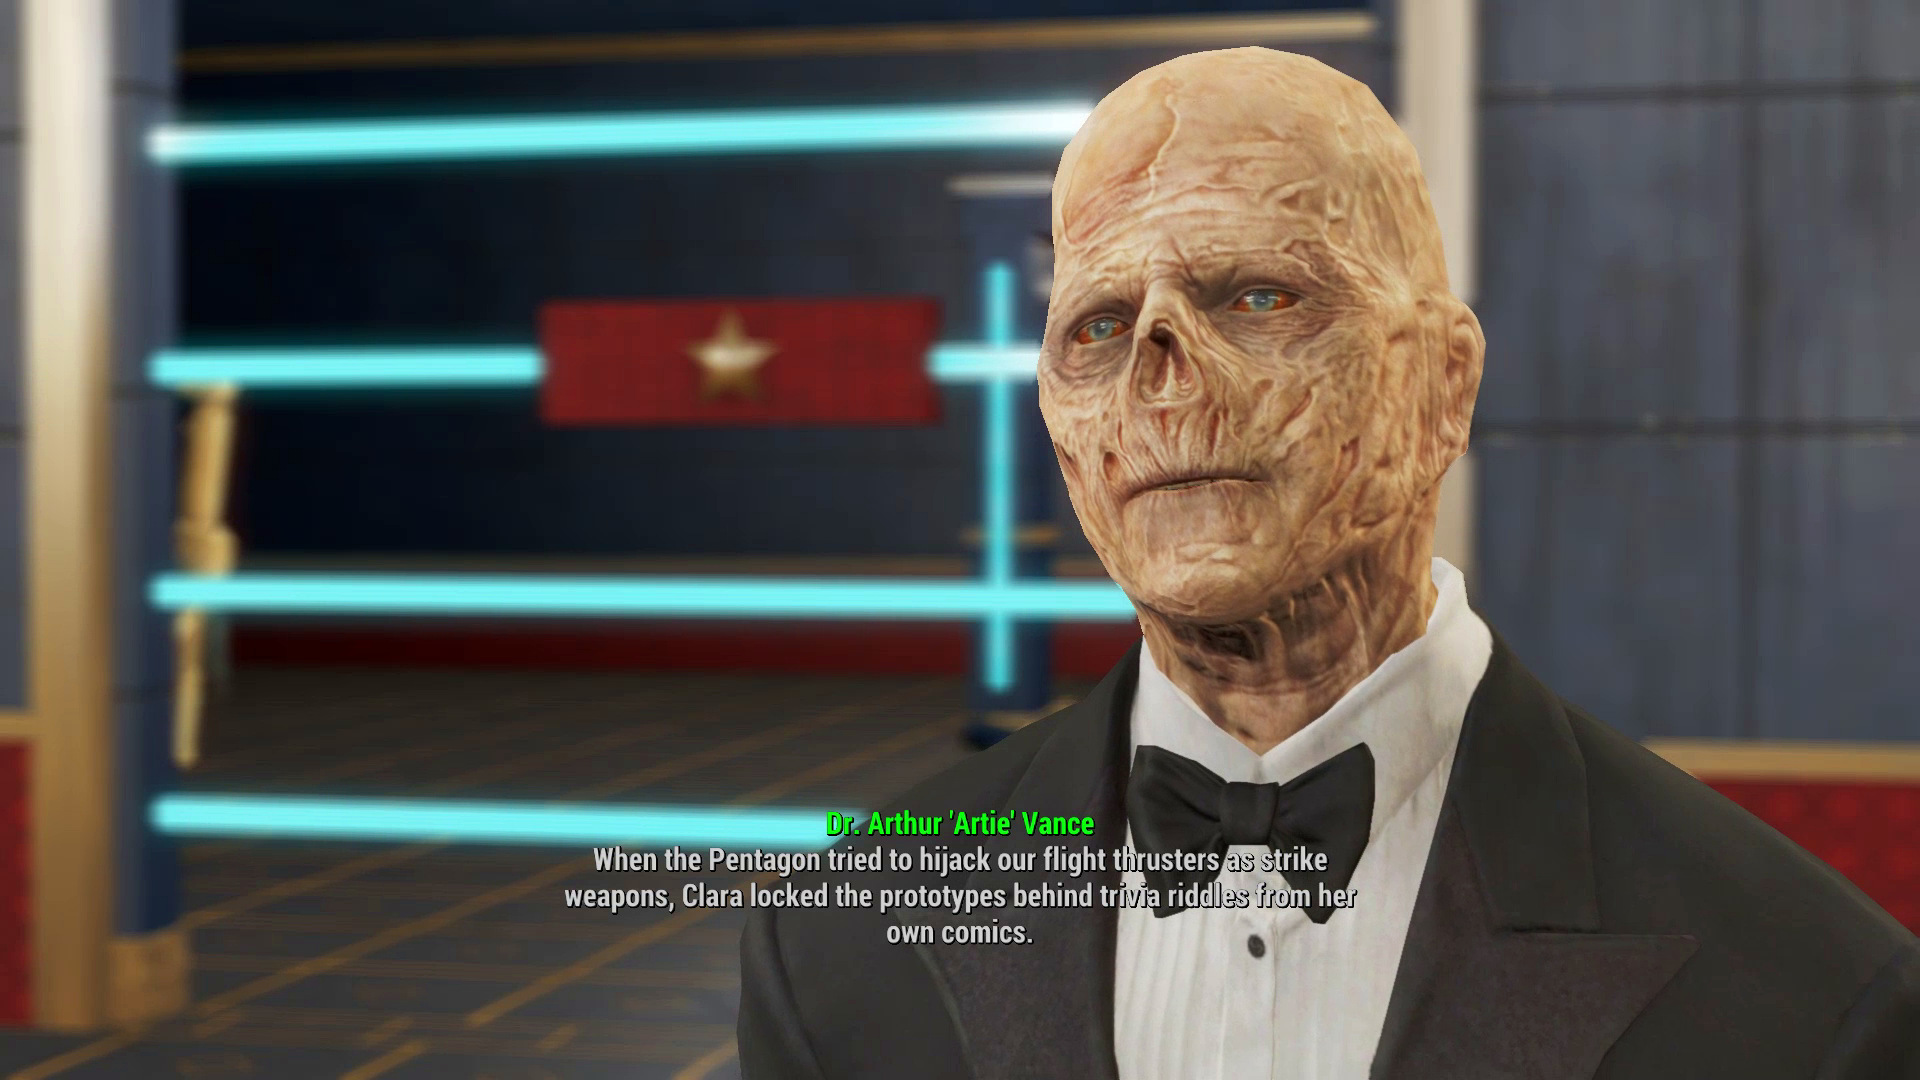 Dr. Arthur 'Artie' Vance
When the Pentagon tried to hijack our flight thrusters as strike
weapons, Clara locked the prototypes behind trivia riddles from her
own comics.